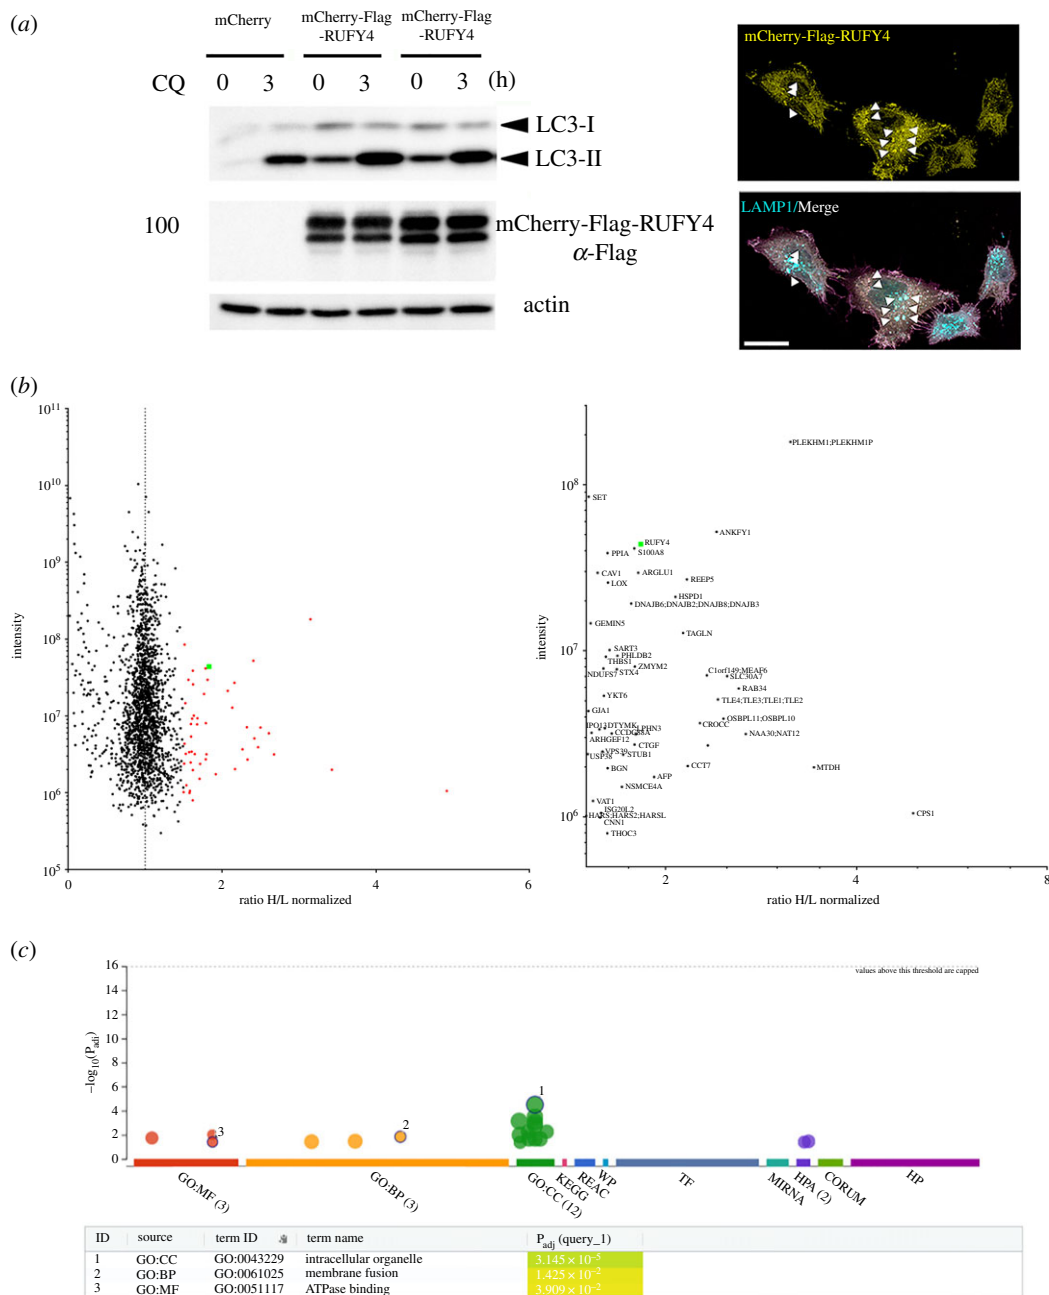 (a)
mCherry
mCherry-Flag
-RUFY4
mCherry-Flag
-RUFY4
CQ 0 3 0 3 0 3 (h)
LC3-I
LC3-II
100
mCherry-Flag-RUFY4
α-Flag
actin
mCherry-Flag-RUFY4
LAMP1/Merge
(b)
10¹¹
10¹⁰
10⁹
10⁸
10⁷
10⁶
10⁵
intensity
0 2 4 6
ratio H/L normalized
10⁸
10⁷
10⁶
intensity
PLEKHM1;PLEKHM1P
SET
ANKFY1
RUFY4
S100A8
PPIA
CAV1
ARGLU1
LOX
REEP5
HSPD1
DNAJB6;DNAJB2;DNAJB8;DNAJB3
GEMIN5
TAGLN
SART3
PHLDB2
THBS1
ZMYM2
NDUFS7
STX4
C1orf149;MEAF6
SLC30A7
RAB34
YKT6
TLE4;TLE3;TLE1;TLE2
GJA1
OSBPL11;OSBPL10
CROCC
IPO13
DTYMK
LPHN3
CCDC88A
NAA30;NAT12
ARHGEF12
CTGF
VPS39
USP38
STUB1
BGN
CCT7
MTDH
AFP
NSMCE4A
VAT1
ISG20L2
HARS;HARS2;HARSL
CNN1
CPS1
THOC3
2 4 8
ratio H/L normalized
(c)
16
14
12
10
8
6
4
2
0
−log₁₀(Pₐdj)
values above this threshold are capped
1
2
3
GO:MF (3)
GO:BP (3)
GO:CC (12)
KEGG
REAC
WP
TF
MIRNA
HPA (2)
CORUM
HP
ID source term ID term name Padj (query_1)
1 GO:CC GO:0043229 intracellular organelle 3.145 × 10⁻⁵
2 GO:BP GO:0061025 membrane fusion 1.425 × 10⁻²
3 GO:MF GO:0051117 ATPase binding 3.909 × 10⁻²